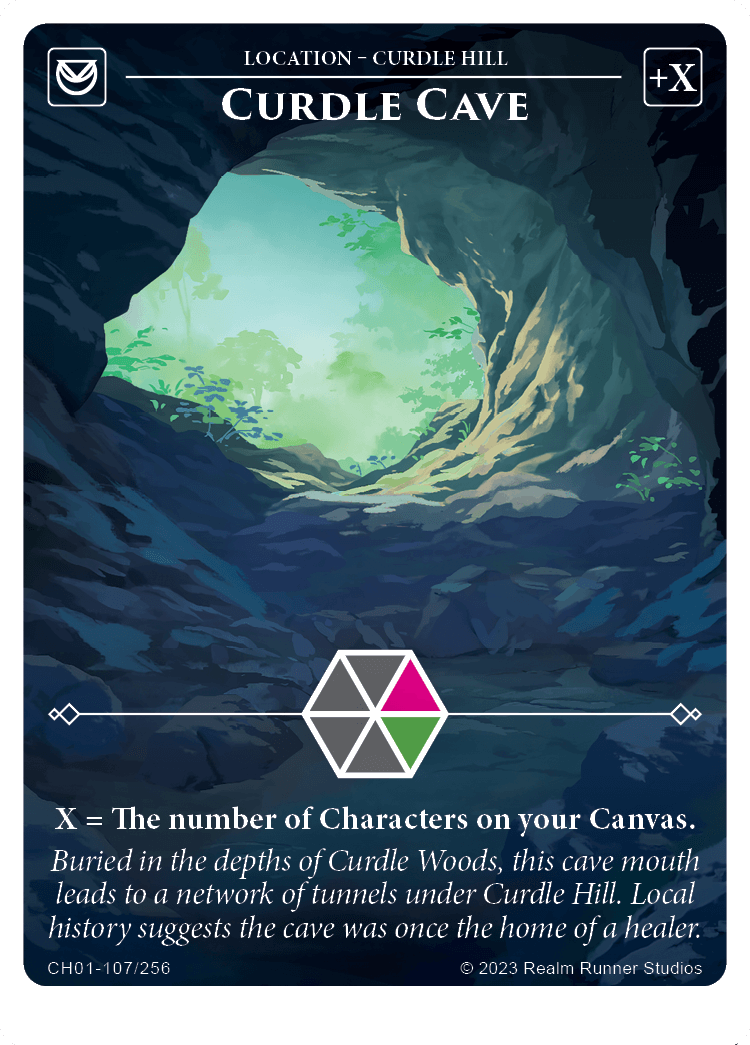 LOCATION – CURDLE HILL
+X
CURDLE CAVE
X = The number of Characters on your Canvas.
Buried in the depths of Curdle Woods, this cave mouth
leads to a network of tunnels under Curdle Hill. Local
history suggests the cave was once the home of a healer.
CH01-107/256
© 2023 Realm Runner Studios